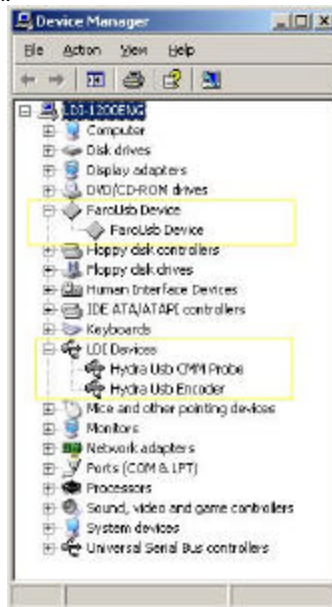 Device Manager
File Action View Help
LDI-1200ENG
Computer
Disk drives
Display adapters
DVD/CD-ROM drives
FaroUsb Device
FaroUsb Device
Floppy disk controllers
Floppy disk drives
Human Interface Devices
IDE ATA/ATAPI controllers
Keyboards
LDI Devices
Hydra Usb CMM Probe
Hydra Usb Encoder
Mice and other pointing devices
Monitors
Network adapters
Ports (COM & LPT)
Processors
Sound, video and game controllers
System devices
Universal Serial Bus controllers